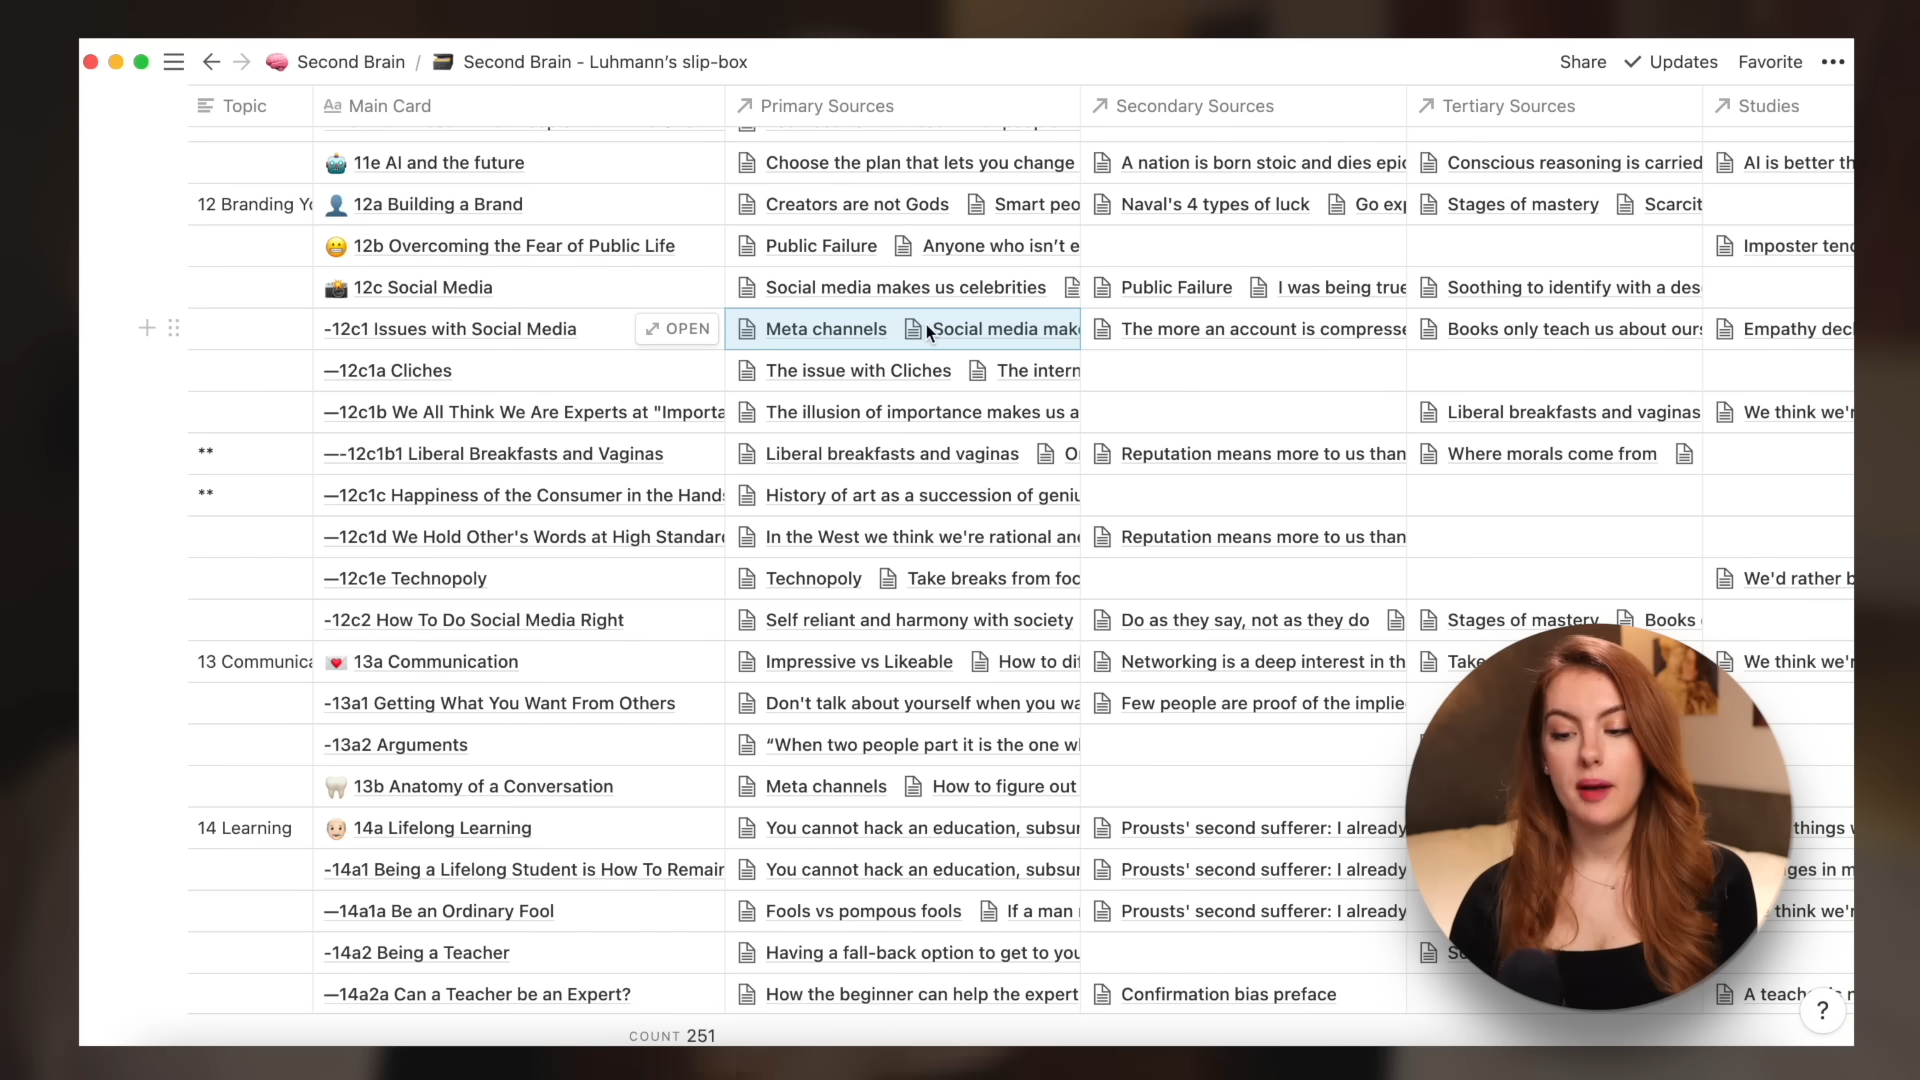 Second Brain / Second Brain - Luhmann's slip-box Share Updates Favorite
Topic Aa Main Card Primary Sources Secondary Sources Tertiary Sources Studies
11e AI and the future Choose the plan that lets you change A nation is born stoic and dies epic Conscious reasoning is carried AI is better th
12 Branding Yo 12a Building a Brand Creators are not Gods Smart peo Naval's 4 types of luck Go exp Stages of mastery Scarcit
12b Overcoming the Fear of Public Life Public Failure Anyone who isn't e Imposter tend
12c Social Media Social media makes us celebrities Public Failure I was being true Soothing to identify with a des
-12c1 Issues with Social Media OPEN Meta channels Social media mak The more an account is compresse Books only teach us about ours Empathy decl
—12c1a Cliches The issue with Cliches The intern
—12c1b We All Think We Are Experts at "Importa The illusion of importance makes us a Liberal breakfasts and vaginas We think we'r
** —-12c1b1 Liberal Breakfasts and Vaginas Liberal breakfasts and vaginas Reputation means more to us than Where morals come from
** —12c1c Happiness of the Consumer in the Hands History of art as a succession of geniu
—12c1d We Hold Other's Words at High Standard In the West we think we're rational and Reputation means more to us than
—12c1e Technopoly Technopoly Take breaks from foc We'd rather b
-12c2 How To Do Social Media Right Self reliant and harmony with society Do as they say, not as they do Stages of mastery Books
13 Communica 13a Communication Impressive vs Likeable How to dif Networking is a deep interest in th Take We think we'r
-13a1 Getting What You Want From Others Don't talk about yourself when you wa Few people are proof of the implie
-13a2 Arguments “When two people part it is the one w
13b Anatomy of a Conversation Meta channels How to figure out
14 Learning 14a Lifelong Learning You cannot hack an education, subsur Prousts' second sufferer: I already things w
-14a1 Being a Lifelong Student is How To Remair You cannot hack an education, subsur Prousts' second sufferer: I already ges in m
—14a1a Be an Ordinary Fool Fools vs pompous fools If a man Prousts' second sufferer: I already think we'r
-14a2 Being a Teacher Having a fall-back option to get to you
—14a2a Can a Teacher be an Expert? How the beginner can help the expert Confirmation bias preface A teach
COUNT 251 ?